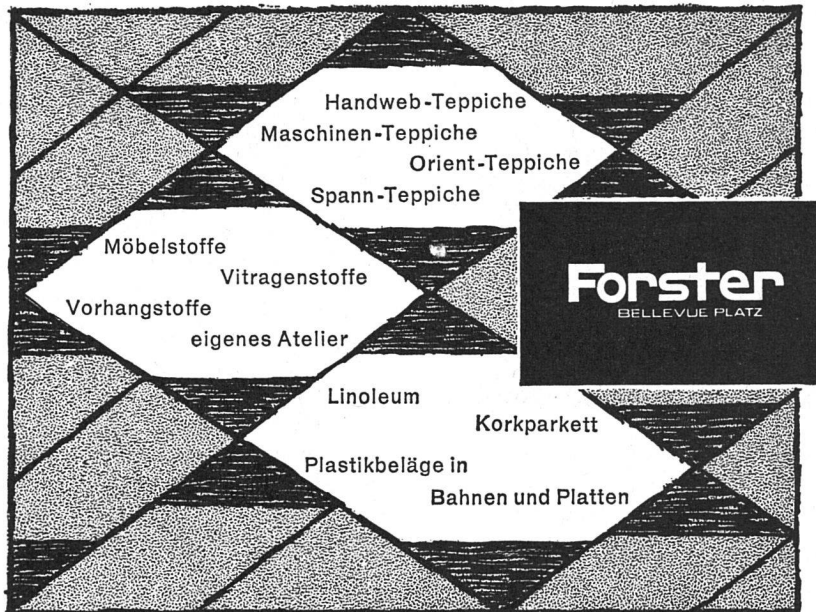 Handweb-Teppiche
Maschinen-Teppiche
Orient-Teppiche
Spann-Teppiche
Möbelstoffe
Vitragenstoffe
Vorhangstoffe
eigenes Atelier
Forster
BELLEVUE PLATZ
Linoleum
Korkparkett
Plastikbeläge in
Bahnen und Platten